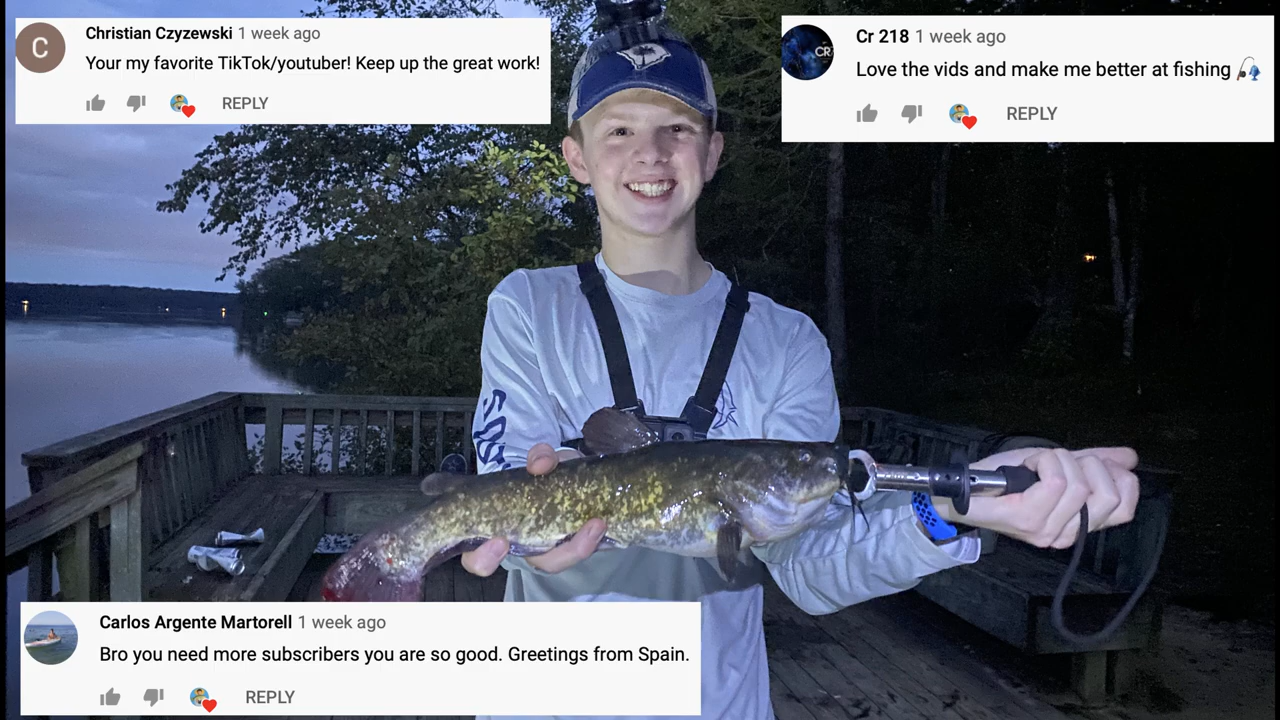 C
Christian Czyzewski 1 week ago
Your my favorite TikTok/youtuber! Keep up the great work!
REPLY
CR
Cr 218 1 week ago
Love the vids and make me better at fishing 🎣
REPLY
Carlos Argente Martorell 1 week ago
Bro you need more subscribers you are so good. Greetings from Spain.
REPLY